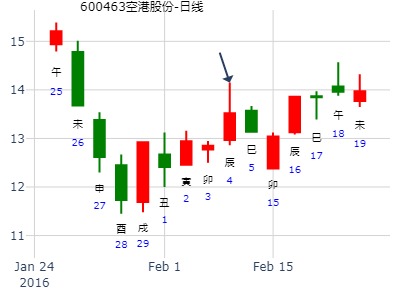 600463空港股份-日线
15
14
13
12
11
午
25
未
26
申
27
酉
28
戌
29
丑
1
寅
2
卯
3
辰
4
巳
5
卯
15
辰
16
巳
17
午
18
未
19
Jan 24
2016
Feb 1
Feb 15